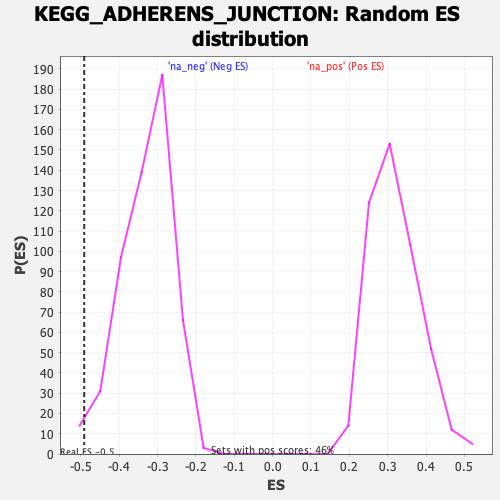 KEGG_ADHERENS_JUNCTION: Random ES
distribution
'na_neg' (Neg ES) 'na_pos' (Pos ES)
190
180
170
160
150
140
130
120
110
100
90
80
70
60
50
40
30
20
10
0
P(ES)
Real ES -0.5
Sets with pos scores: 46%
-0.5 -0.4 -0.3 -0.2 -0.1 0.0 0.1 0.2 0.3 0.4 0.5
ES